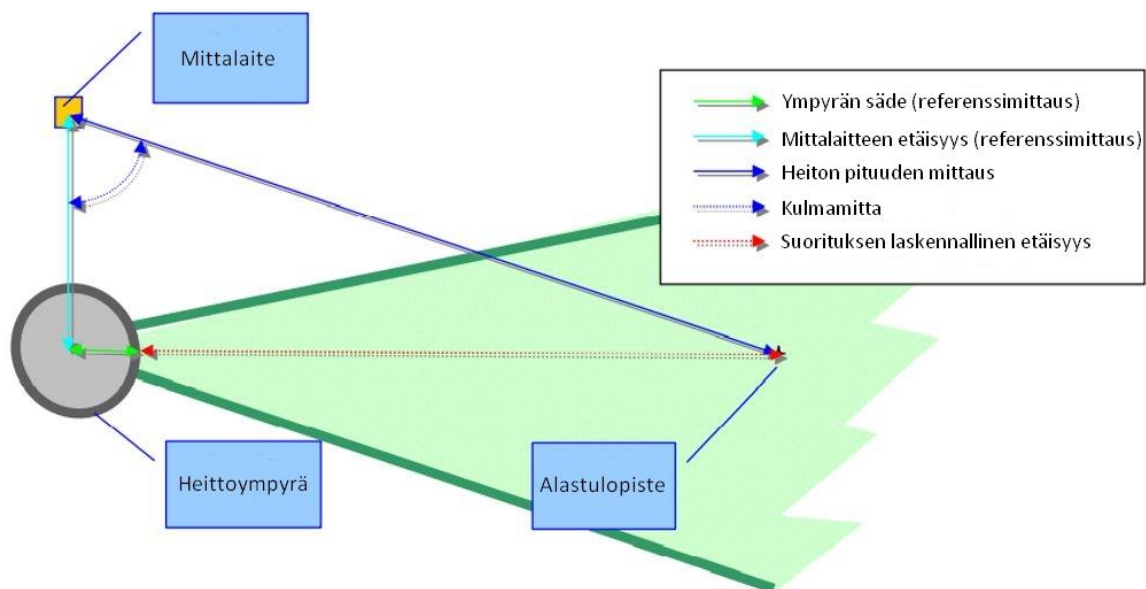 Mittalaite
Ympyrän säde (referenssimittaus)
Mittalaitteen etäisyys (referenssimittaus)
Heiton pituuden mittaus
Kulmamitta
Suorituksen laskennallinen etäisyys
Heittoympyrä
Alastulopiste